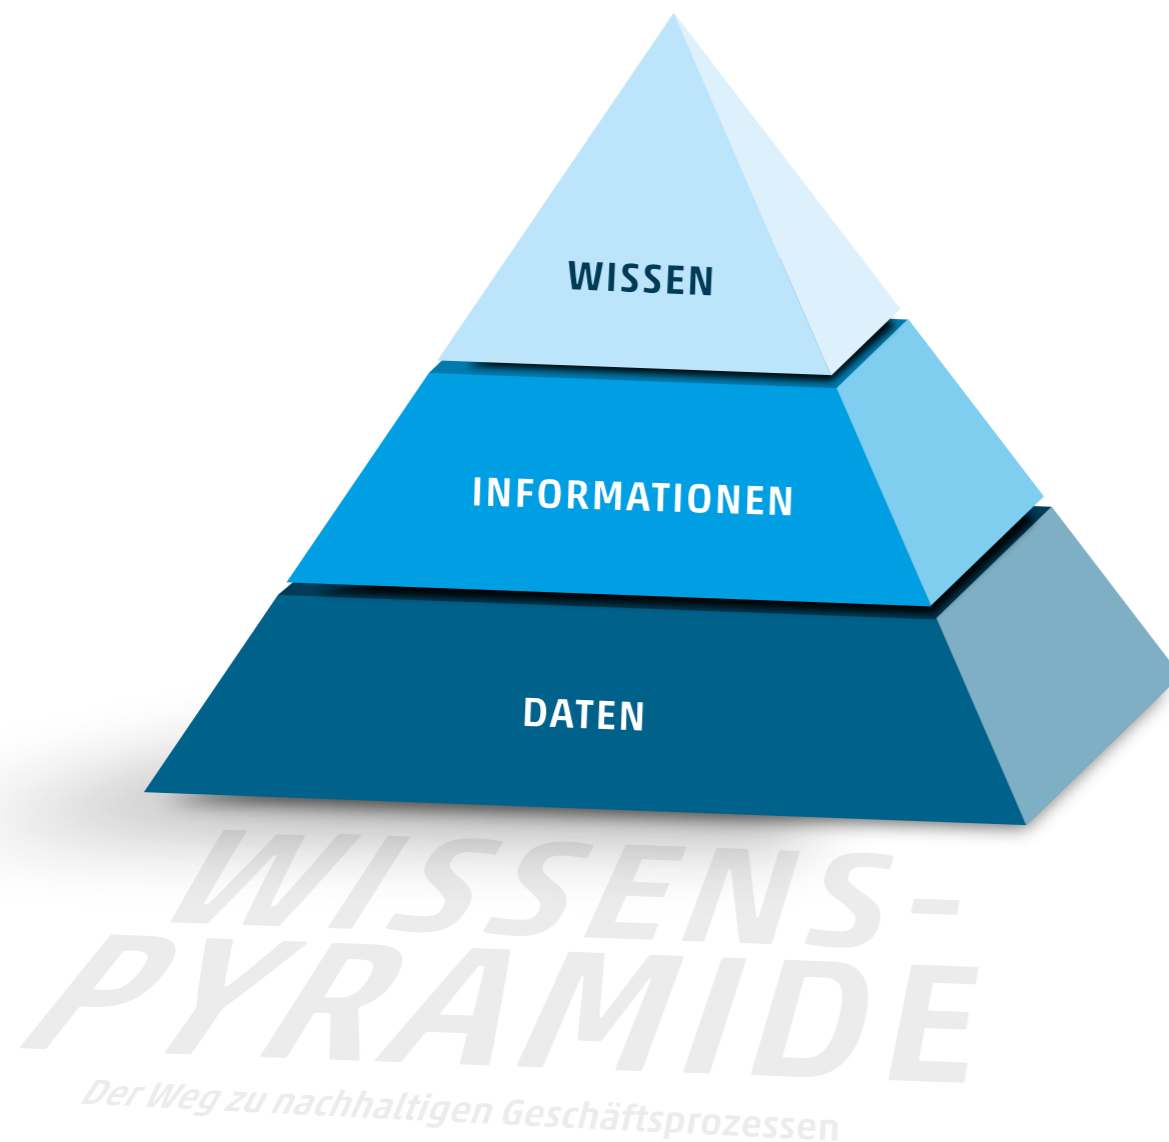 WISSEN
INFORMATIONEN
DATEN
WISSENS-
PYRAMIDE
Der Weg zu nachhaltigen Geschäftsprozessen